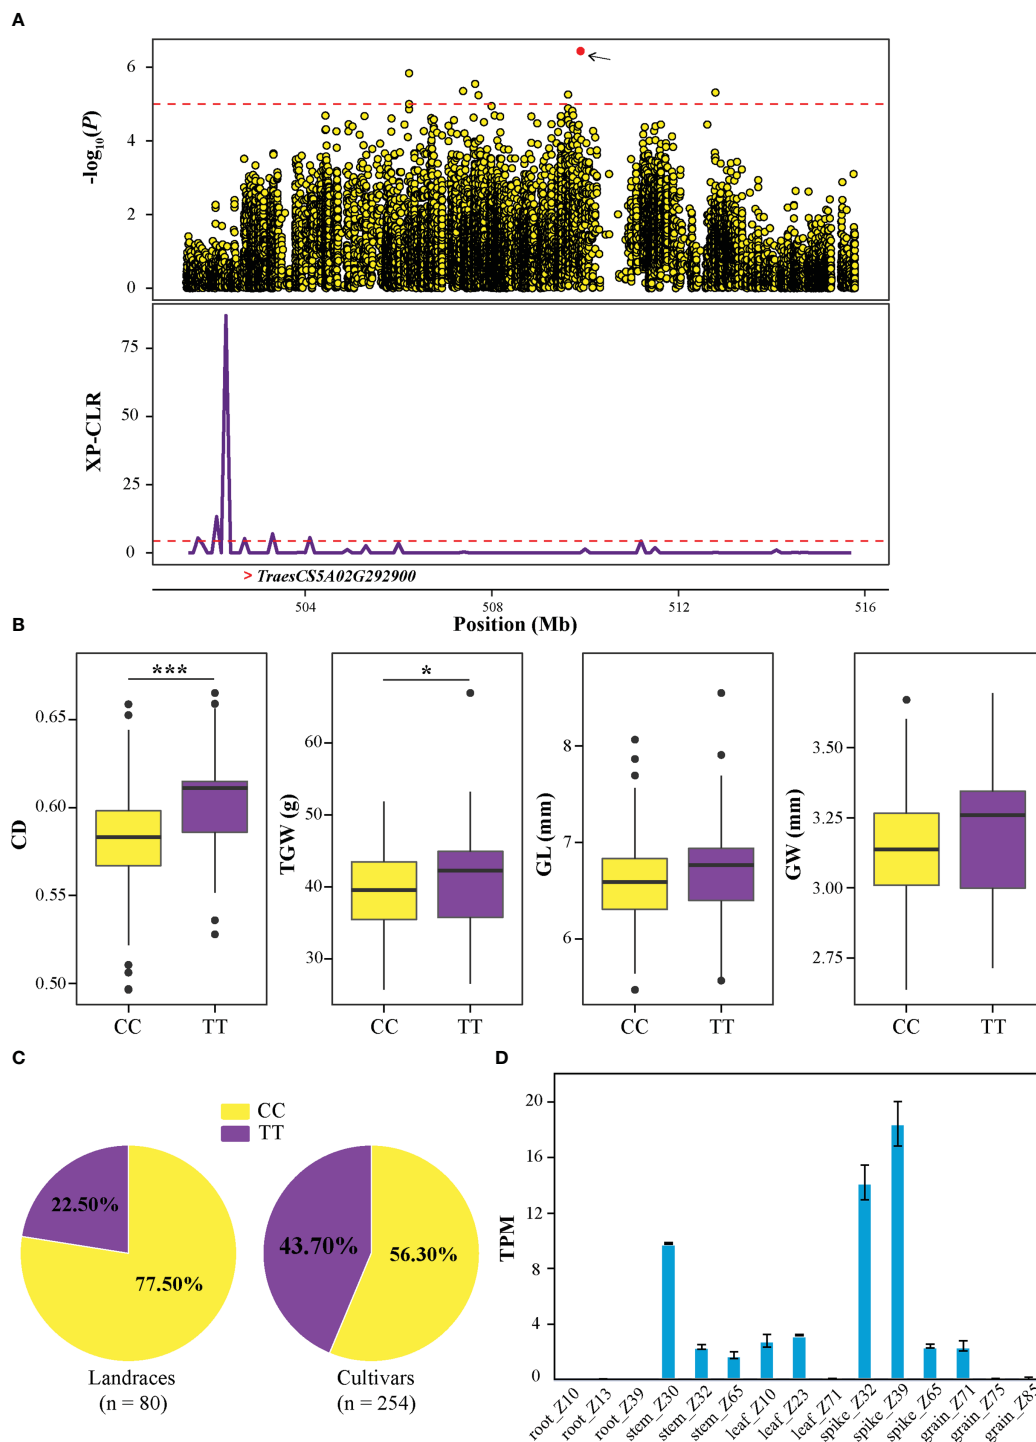 A
6
4
2
0
-log10(P)
75
50
25
0
XP-CLR
> TraesCS5A02G292900
504 508 512 516
Position (Mb)
B
***
0.65
0.60
0.55
0.50
CD
CC TT
*
60
50
40
30
TGW (g)
CC TT
8
7
6
GL (mm)
CC TT
3.50
3.25
3.00
2.75
GW (mm)
CC TT
C
CC
TT
22.50%
77.50%
Landraces
(n = 80)
43.70%
56.30%
Cultivars
(n = 254)
D
20
16
12
8
4
0
TPM
root_Z10
root_Z13
root_Z39
stem_Z30
stem_Z32
stem_Z65
leaf_Z10
leaf_Z23
leaf_Z71
spike_Z32
spike_Z39
spike_Z65
grain_Z71
grain_Z75
grain_Z85